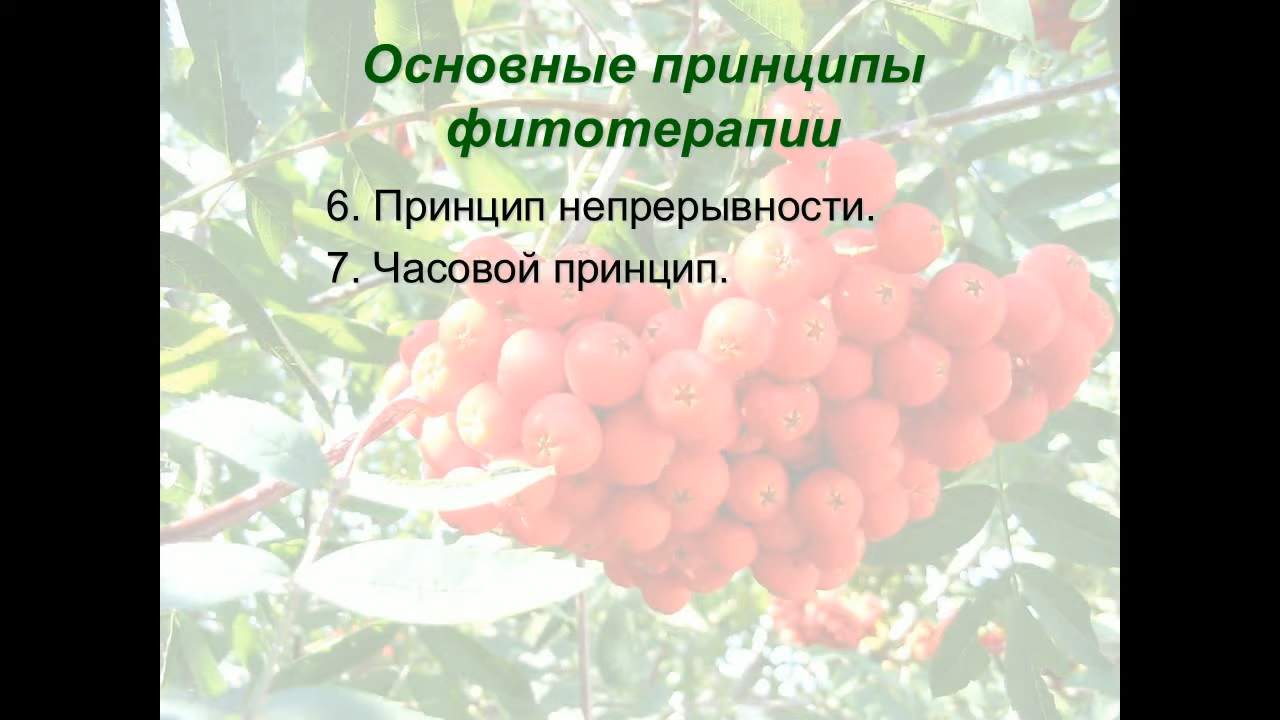 Основные принципы
фитотерапии
6. Принцип непрерывности.
7. Часовой принцип.